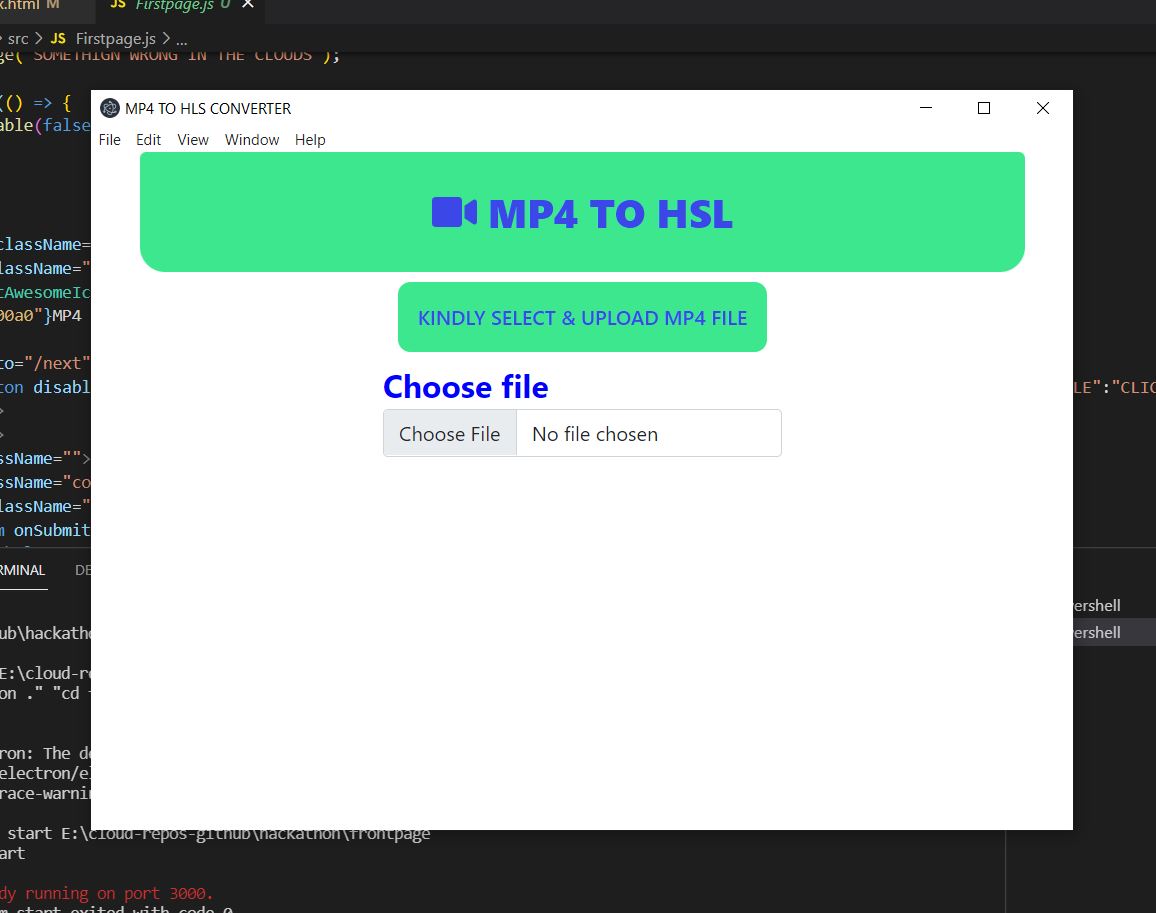 x.html M
JS Firstpage.js U
src > JS Firstpage.js > ...
ge("SOMETHIGN WRONG IN THE CLOUDS");
(() => {
able(false
className=
lassName="
tAwesomeIc
00a0"}MP4
to="/next"
ton disabl
LE":"CLIC
>
>
sName="">
sName="co
lassName="
m onSubmit
MP4 TO HLS CONVERTER
File Edit View Window Help
MP4 TO HSL
KINDLY SELECT & UPLOAD MP4 FILE
Choose file
Choose File No file chosen
RMINAL DE
ub\hackatho
E:\cloud-re
on ." "cd
ron: The de
electron/el
race-warnin
start E:\cloud-repos-github\hackathon\frontpage
art
dy running on port 3000.
m start exited with code 0
ershell
ershell